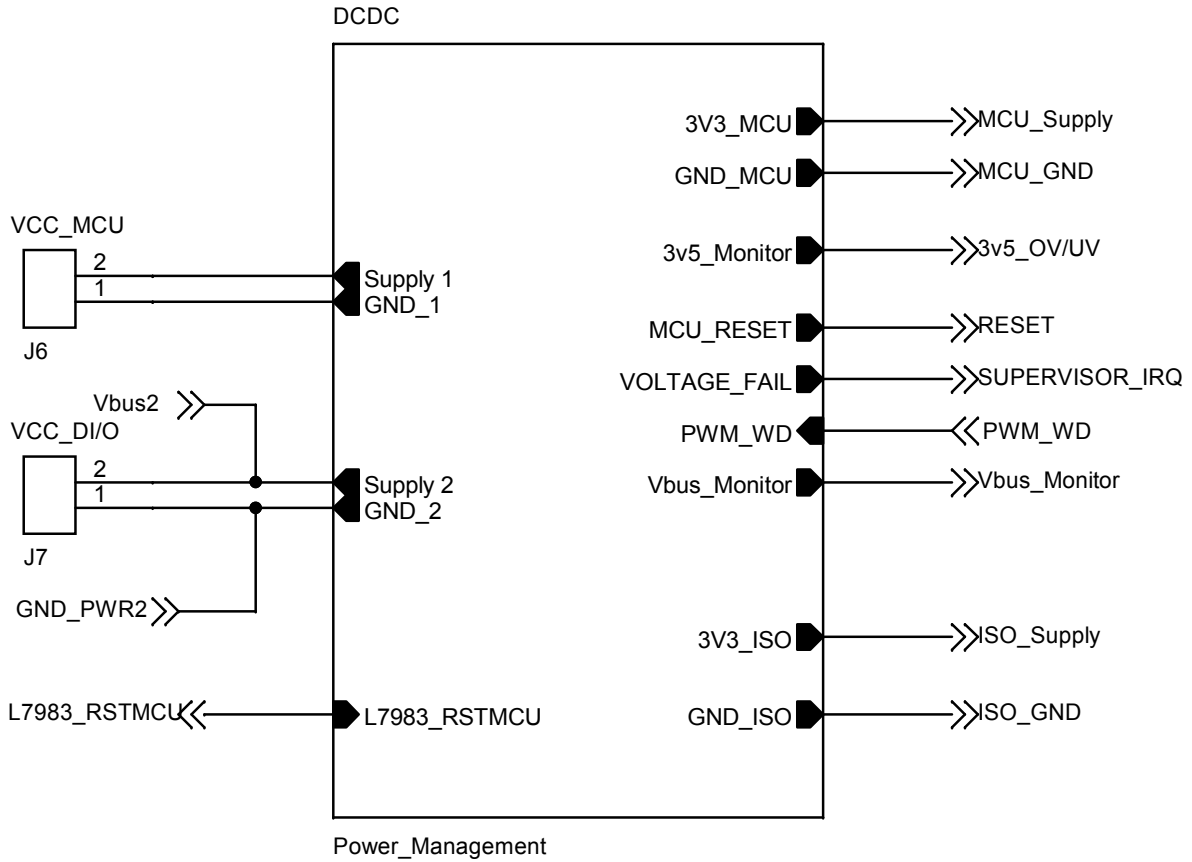 DCDC
3V3_MCU
MCU_Supply
GND_MCU
MCU_GND
VCC_MCU
2
1
J6
Supply 1
GND_1
3v5_Monitor
3v5_OV/UV
MCU_RESET
RESET
VOLTAGE_FAIL
SUPERVISOR_IRQ
Vbus2
VCC_DI/O
2
1
J7
Supply 2
GND_2
PWM_WD
PWM_WD
Vbus_Monitor
Vbus_Monitor
GND_PWR2
3V3_ISO
ISO_Supply
L7983_RSTMCU
L7983_RSTMCU
GND_ISO
ISO_GND
Power_Management